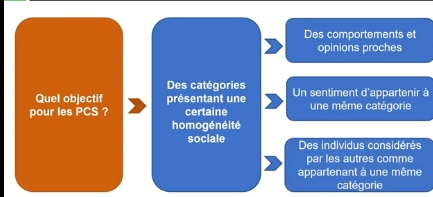 Quel objectif
pour les PCS ?
Des catégories
présentant une
certaine
homogénéité
sociale
Des comportements et
opinions proches
Un sentiment d'appartenir à
une même catégorie
Des individus considérés
par les autres comme
appartenant à une même
catégorie